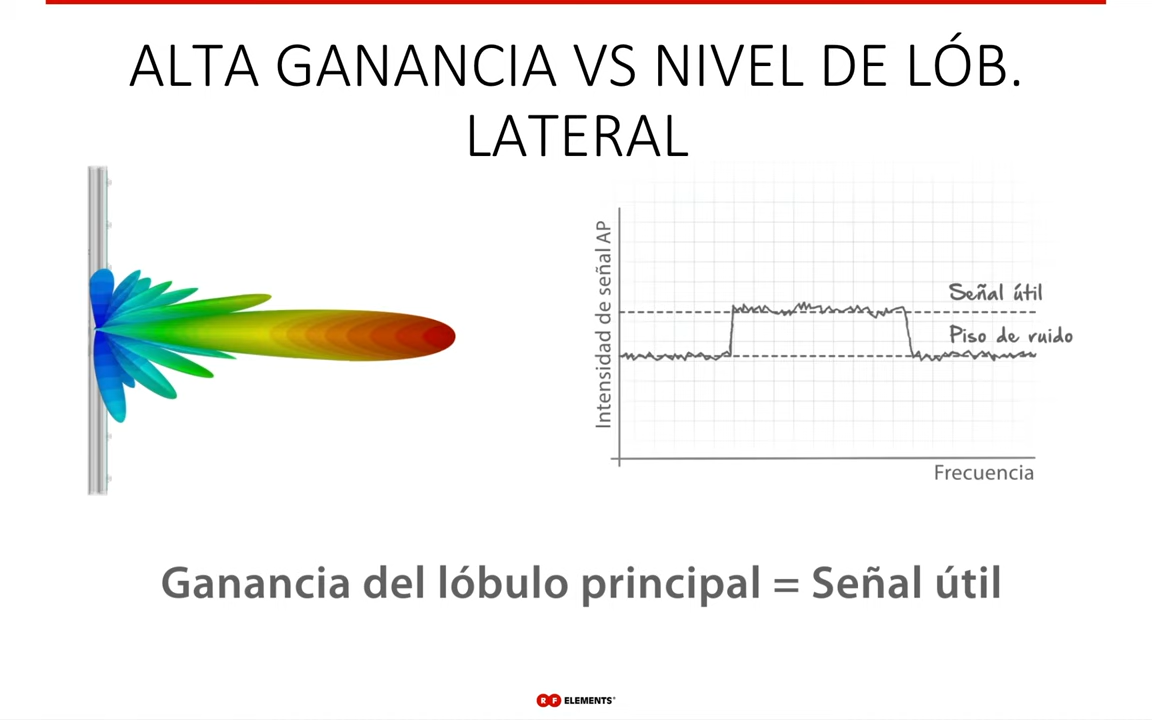 ALTA GANANCIA VS NIVEL DE LÓB.
LATERAL
Intensidad de señal AP
Señal útil
Piso de ruido
Frecuencia
Ganancia del lóbulo principal = Señal útil
RF ELEMENTS